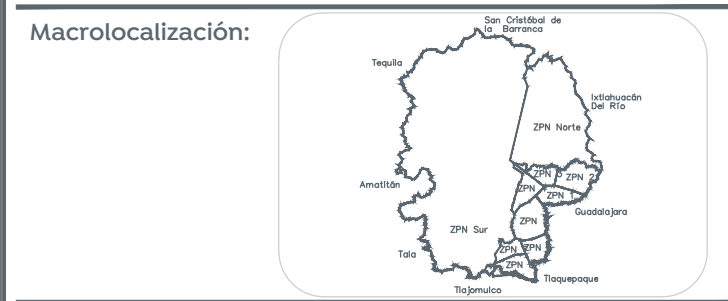 Macrolocalización:
San Cristóbal de
la Barranca
Tequila
Ixtlahuacán
Del Río
ZPN Norte
ZPN
ZPN 2
ZPN
ZPN 1
Amatitán
Guadalajara
ZPN
ZPN Sur
ZPN
ZPN
Tala
ZPN
Tlaquepaque
Tlajomulco